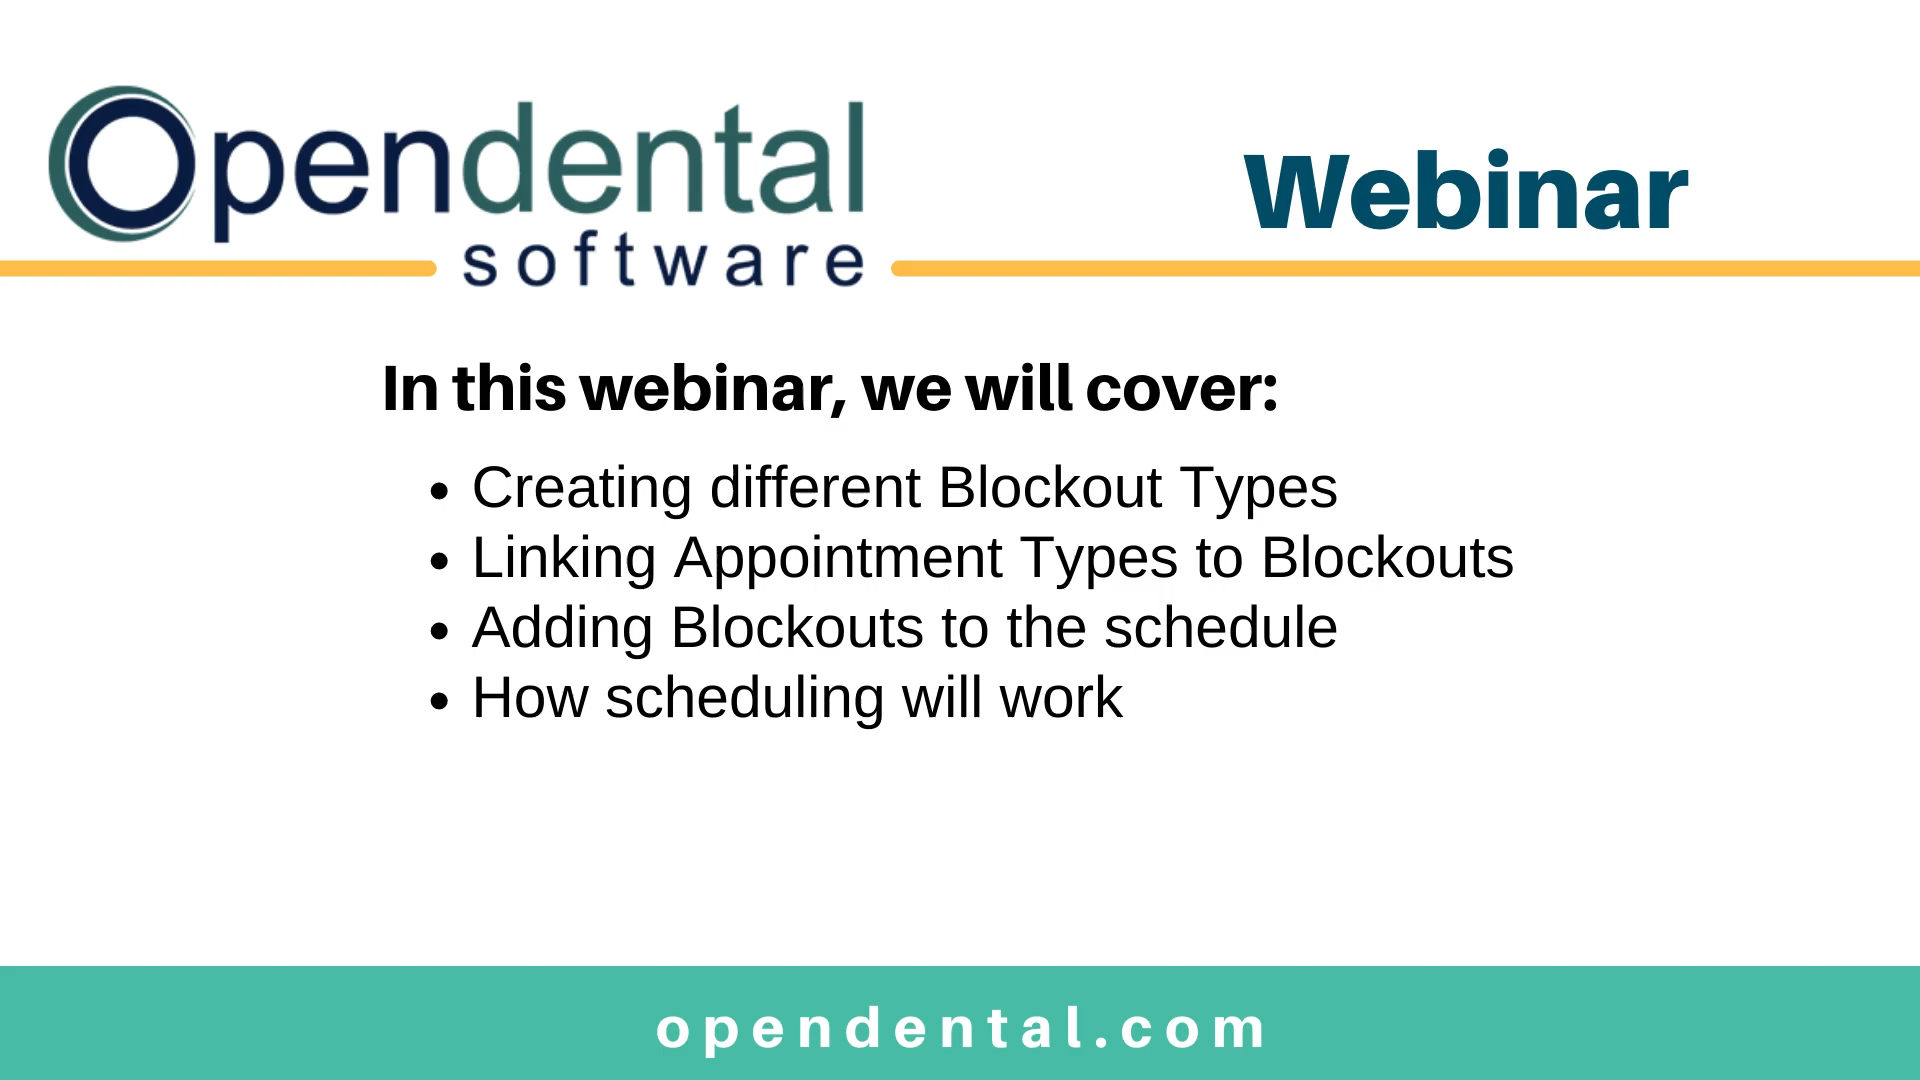 Opendental
software
Webinar
In this webinar, we will cover:
• Creating different Blockout Types
• Linking Appointment Types to Blockouts
• Adding Blockouts to the schedule
• How scheduling will work
opendental.com